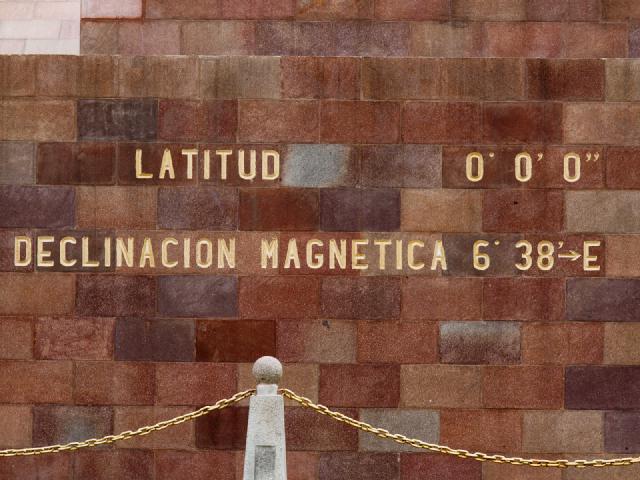 LATITUD 0° 0' 0"
DECLINACION MAGNETICA 6° 38'→E